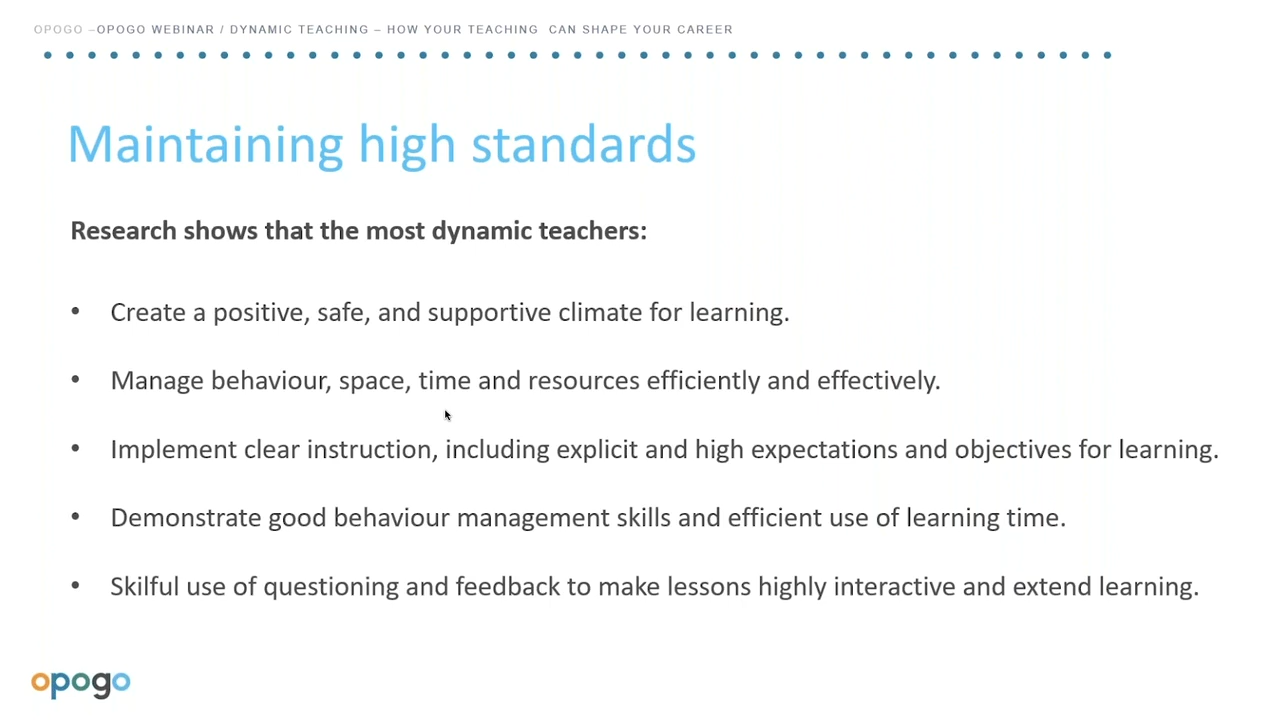 OPOGO –OPOGO WEBINAR / DYNAMIC TEACHING – HOW YOUR TEACHING  CAN SHAPE YOUR CAREER
Maintaining high standards
Research shows that the most dynamic teachers:
• Create a positive, safe, and supportive climate for learning.
• Manage behaviour, space, time and resources efficiently and effectively.
• Implement clear instruction, including explicit and high expectations and objectives for learning.
• Demonstrate good behaviour management skills and efficient use of learning time.
• Skilful use of questioning and feedback to make lessons highly interactive and extend learning.
opogo